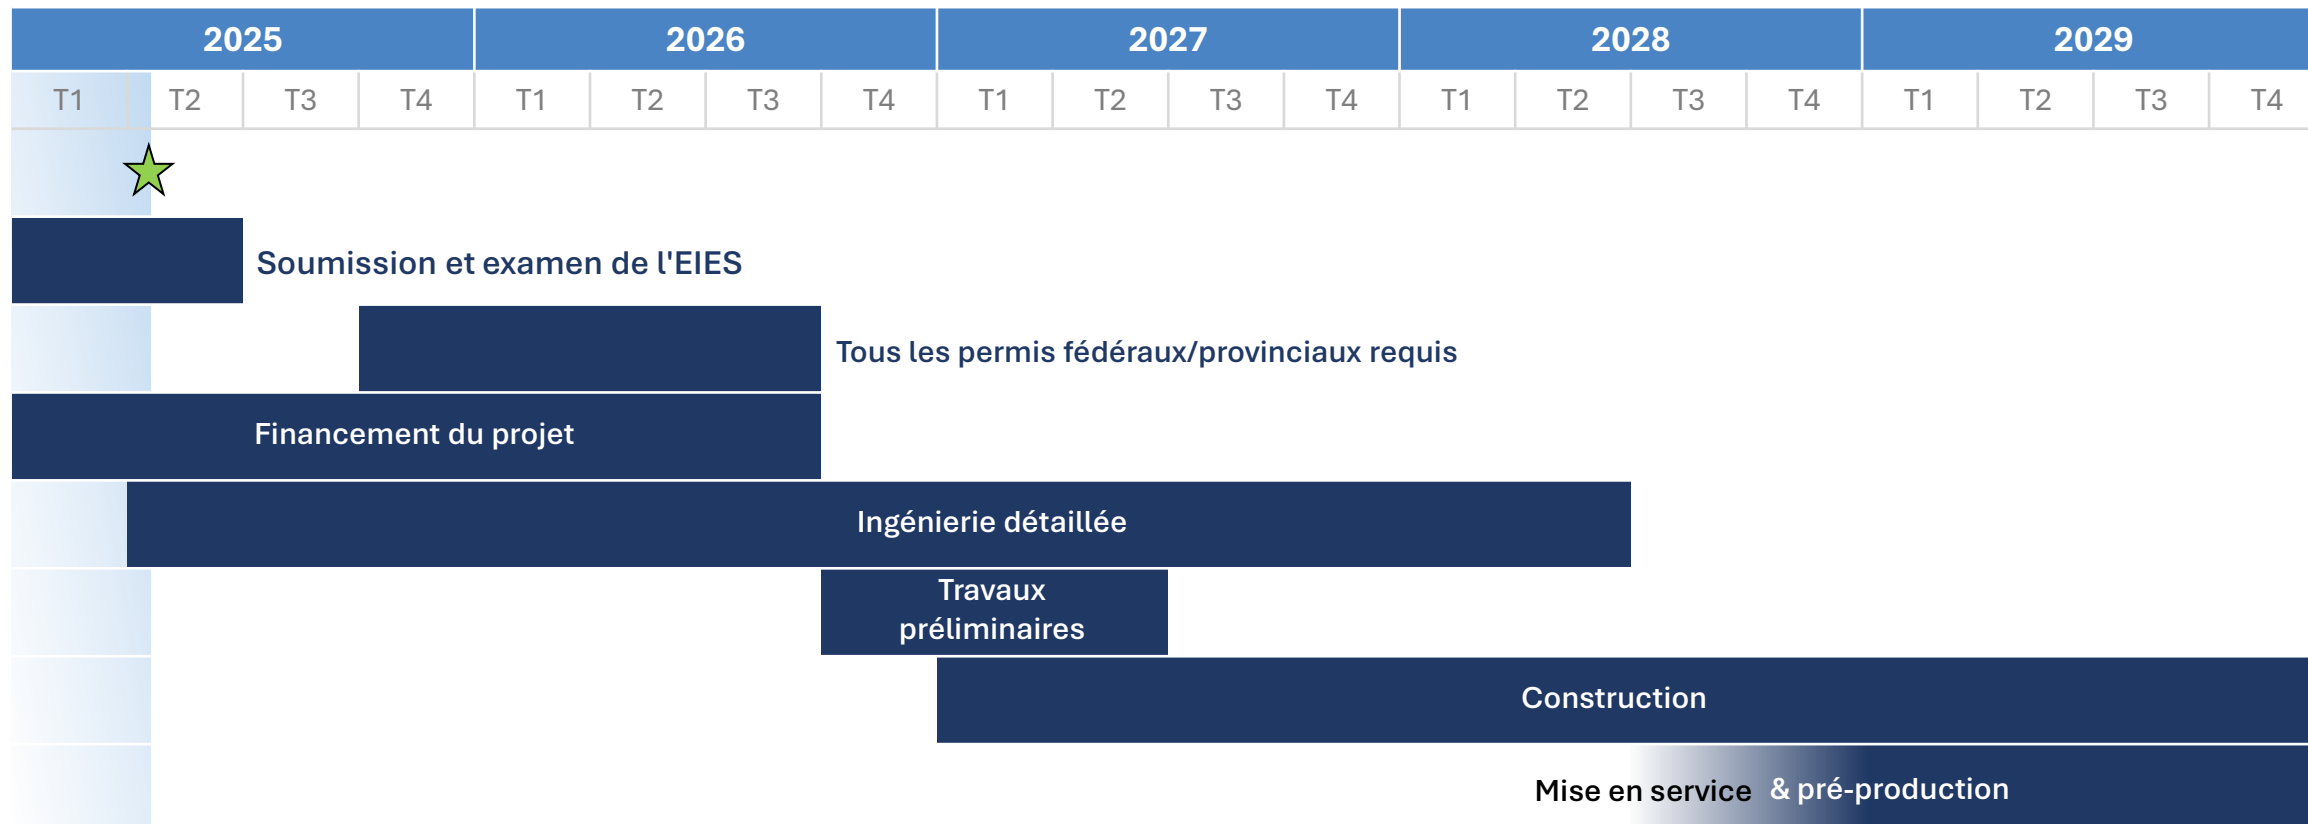 2025 2026 2027 2028 2029
T1 T2 T3 T4 T1 T2 T3 T4 T1 T2 T3 T4 T1 T2 T3 T4 T1 T2 T3 T4
Soumission et examen de l'EIES
Tous les permis fédéraux/provinciaux requis
Financement du projet
Ingénierie détaillée
Travaux
préliminaires
Construction
Mise en service & pré-production